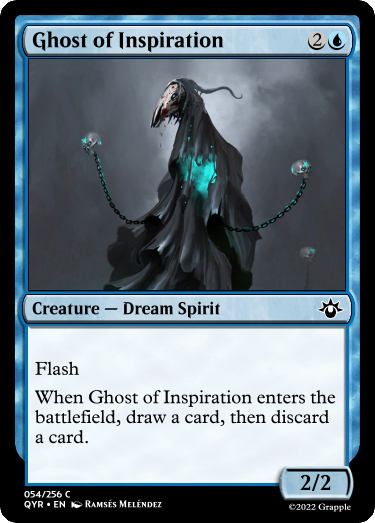 Ghost of Inspiration 2
Creature — Dream Spirit
Flash
When Ghost of Inspiration enters the
battlefield, draw a card, then discard
a card.
2/2
054/256 C
QYR • EN Ramsés Meléndez
©2022 Grapple